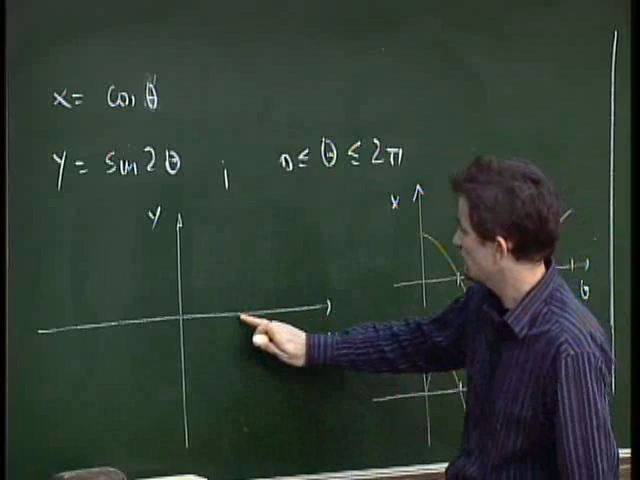 x = cos θ
y = sin 2θ ; 0 ≤ θ ≤ 2π
y
x
θ